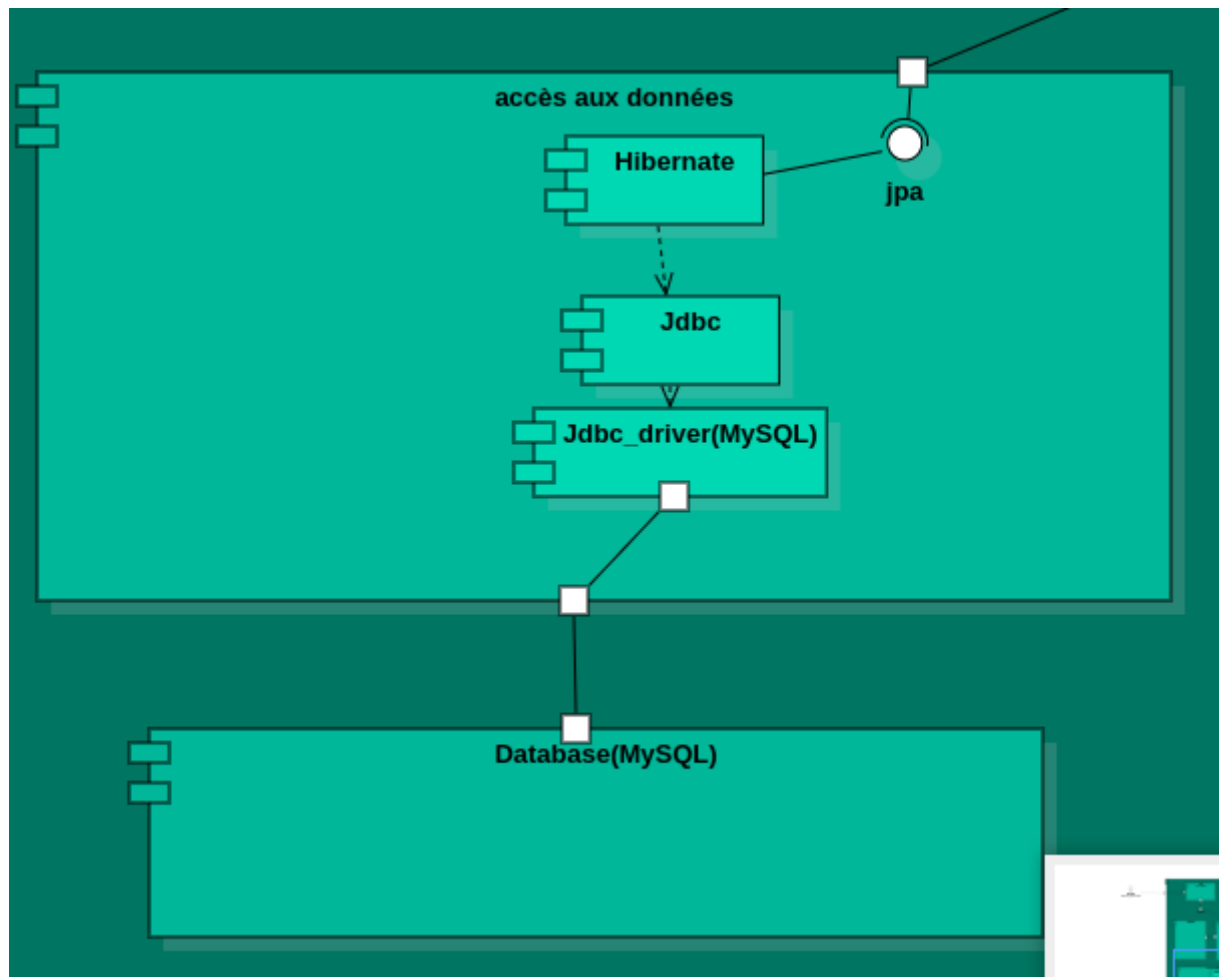 accès aux données
Hibernate
jpa
Jdbc
Jdbc_driver(MySQL)
Database(MySQL)